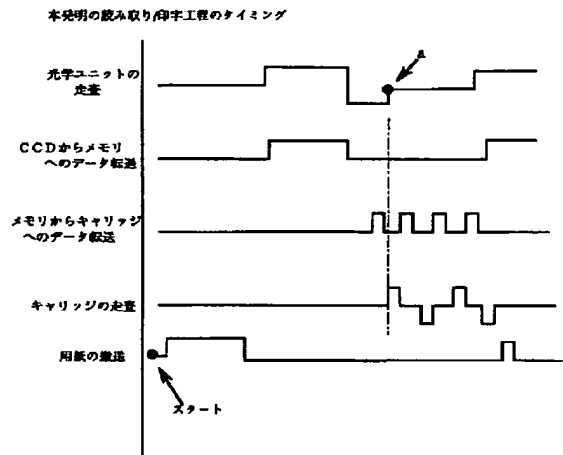 本発明の読み取り/印字工程のタイミング
a
光学ユニットの
走査
CCDからメモリ
へのデータ転送
メモリからキャリッジ
へのデータ転送
キャリッジの走査
用紙の搬送
スタート